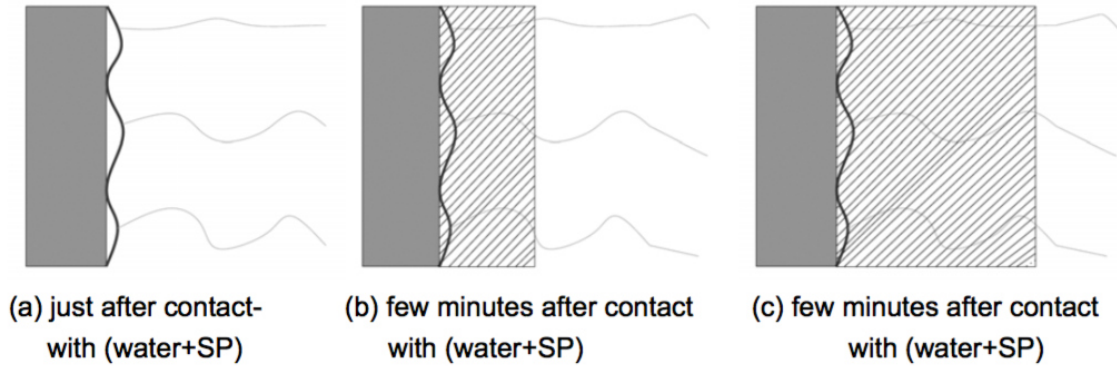 (a) just after contact-
with (water+SP)
(b) few minutes after contact
with (water+SP)
(c) few minutes after contact
with (water+SP)